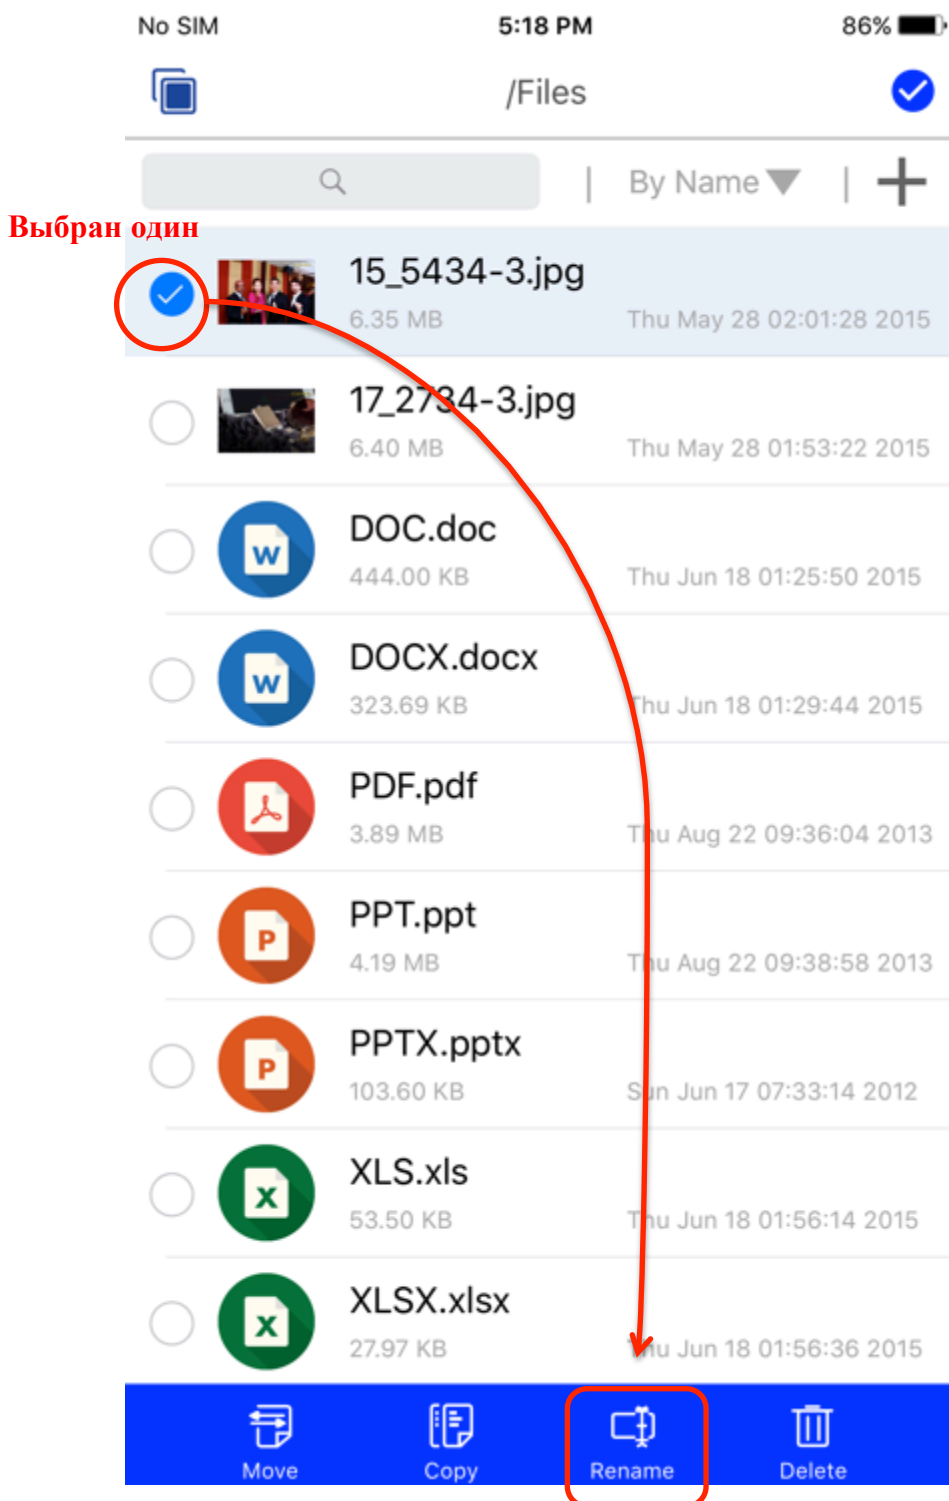 No SIM 5:18 PM 86%
/Files
By Name
Выбран один
15_5434-3.jpg
6.35 MB Thu May 28 02:01:28 2015
17_2734-3.jpg
6.40 MB Thu May 28 01:53:22 2015
DOC.doc
444.00 KB Thu Jun 18 01:25:50 2015
DOCX.docx
323.69 KB Thu Jun 18 01:29:44 2015
PDF.pdf
3.89 MB Thu Aug 22 09:36:04 2013
PPT.ppt
4.19 MB Thu Aug 22 09:38:58 2013
PPTX.pptx
103.60 KB Sun Jun 17 07:33:14 2012
XLS.xls
53.50 KB Thu Jun 18 01:56:14 2015
XLSX.xlsx
27.97 KB Thu Jun 18 01:56:36 2015
Move Copy Rename Delete